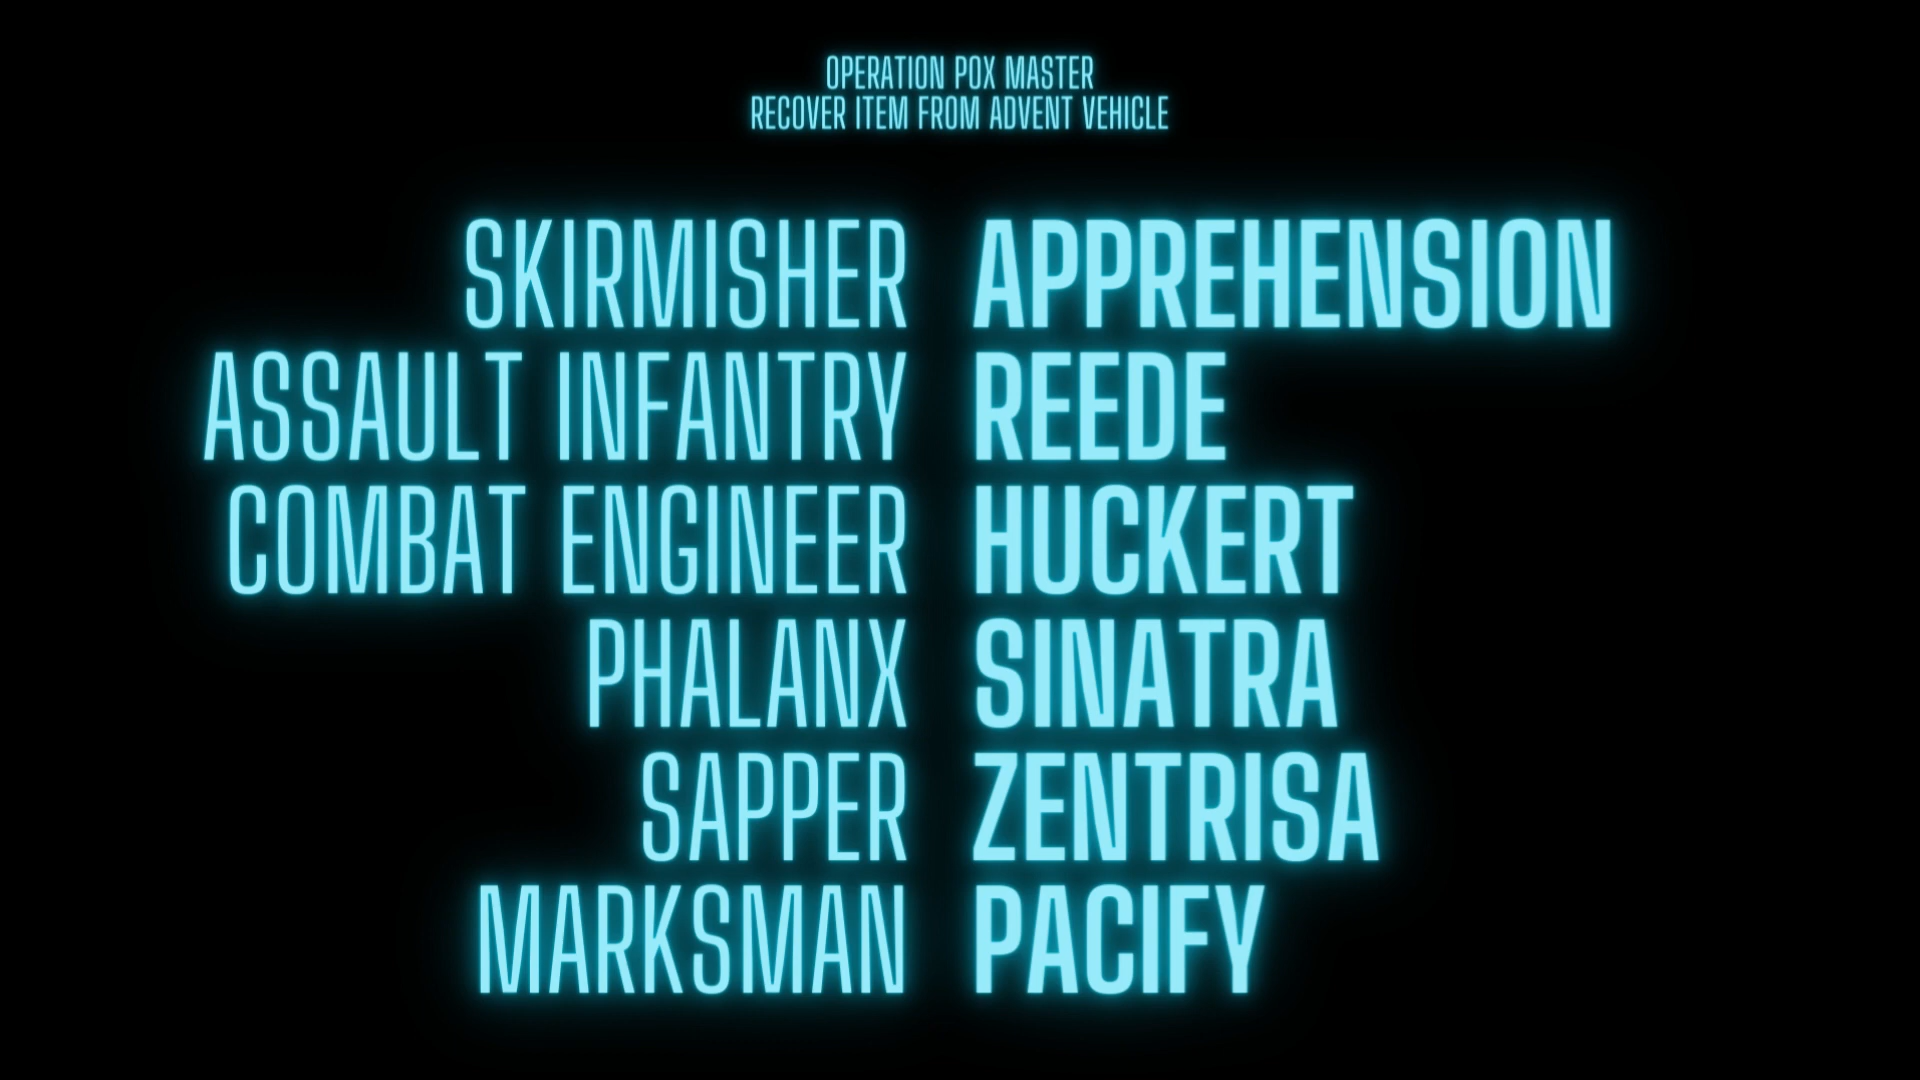 OPERATION POX MASTER
RECOVER ITEM FROM ADVENT VEHICLE
SKIRMISHER APPREHENSION
ASSAULT INFANTRY REEDE
COMBAT ENGINEER HUCKERT
PHALANX SINATRA
SAPPER ZENTRISA
MARKSMAN PACIFY